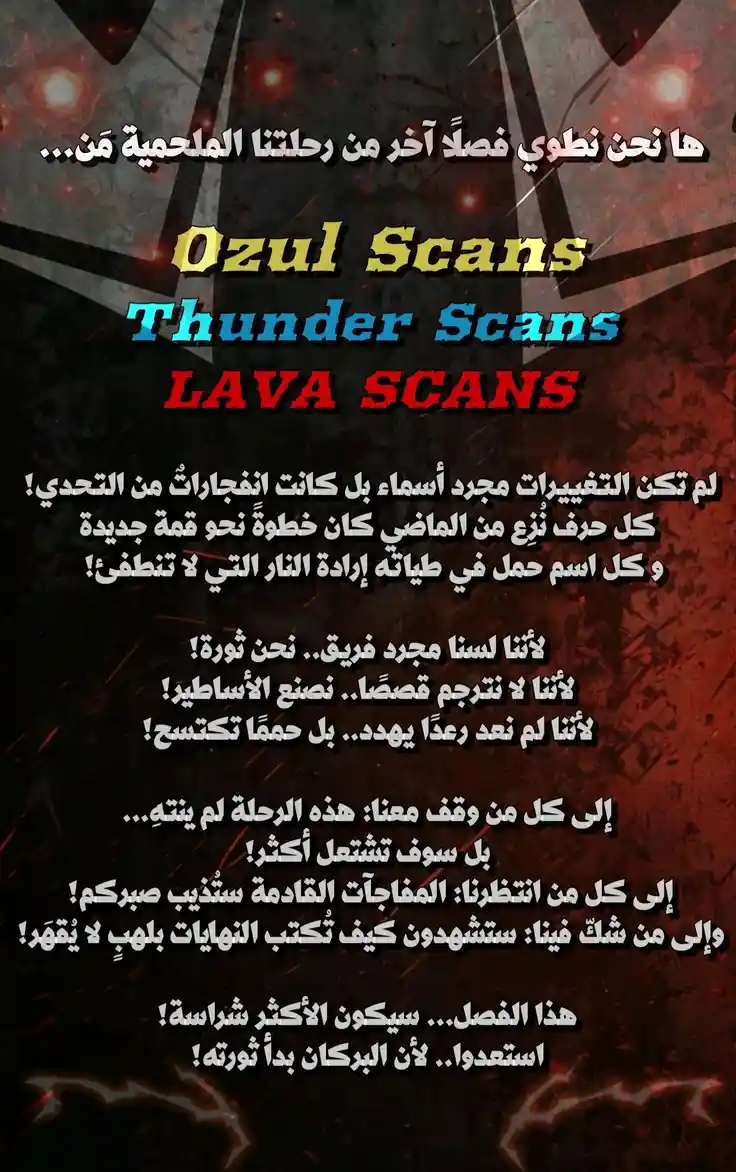 ها نحن نطوي فصلًا آخر من رحلتنا الملحمية مَن...
Ozul Scans
Thunder Scans
LAVA SCANS
لم تكن التغييرات مجرد أسماء بل كانت انفجاراتٌ من التحدي!
كل حرف نُزِع من الماضي كان خطوةً نحو قمة جديدة
و كل اسم حمل في طياته إرادة النار التي لا تنطفئ!
لأننا لسنا مجرد فريق.. نحن ثورة!
لأننا لا نترجم قصصًا.. نصنع الأساطيرَ!
لأننا لم نعد رعدًا يهدد.. بل حممًا تكتسح!
إلى كل من وقف معنا: هذه الرحلة لم ينتهِ...
بل سوف تشتعل أكثر!
إلى كل من انتظرنا: المفاجآت القادمة ستُذيب صبركم!
وإلى من شكّ فينا: ستشهدون كيف تُكتب النهايات بلهبٍ لا يُقهَر!
هذا الفصل... سيكون الأكثر شراسة!
استعدوا.. لأن البركان بدأ ثورته!